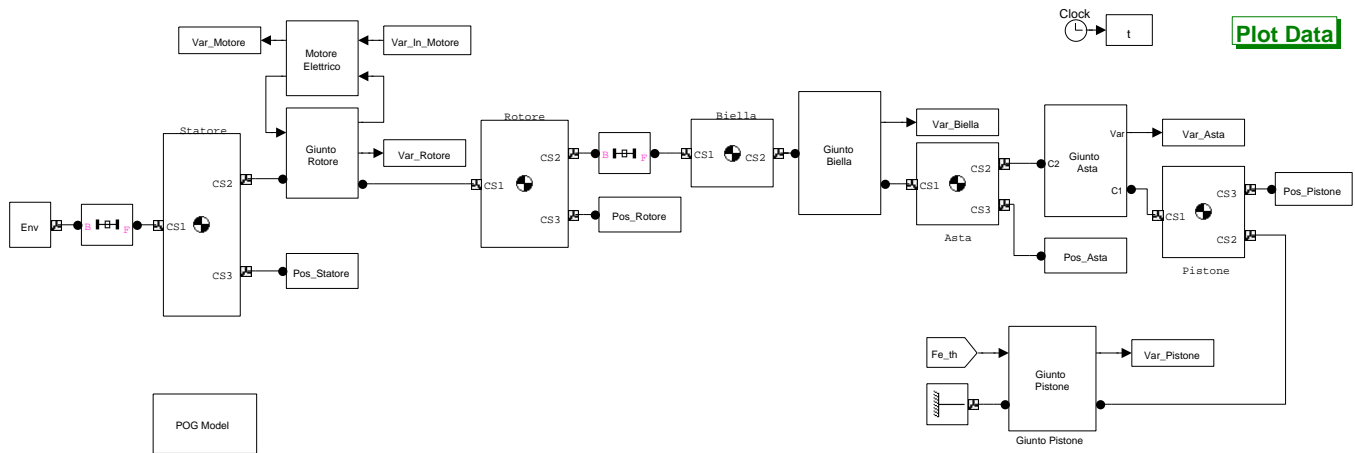 Clock
t
Plot Data
Var_Motore
Motore
Elettrico
Var_In_Motore
Statore
Giunto
Rotore
Var_Rotore
CS2
CS1
CS3
Env
B
F
Pos_Statore
Rotore
CS1
CS2
CS3
B
F
Pos_Rotore
Biella
CS1
CS2
Giunto
Biella
Var_Biella
CS1
CS2
CS3
Asta
Pos_Asta
Giunto
Asta
Var
C2
C1
Var_Asta
CS1
CS3
CS2
Pistone
Pos_Pistone
Fe_th
Giunto
Pistone
Var_Pistone
Giunto Pistone
POG Model